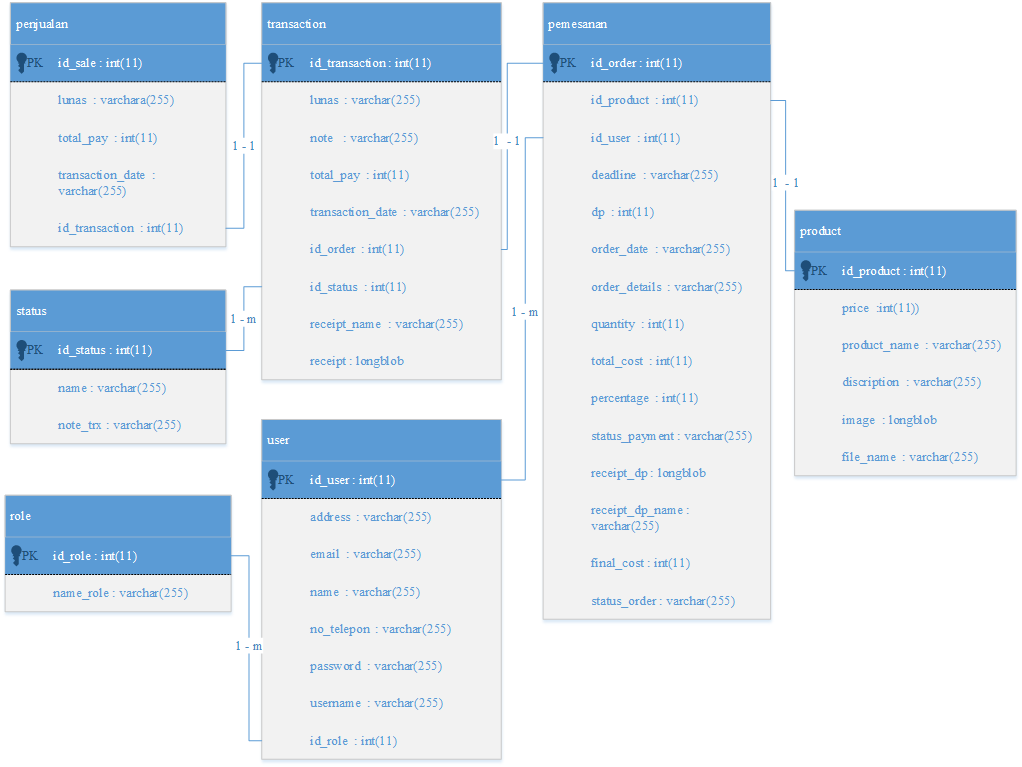 penjualan
PK id_sale : int(11)
lunas : varchara(255)
total_pay : int(11)
transaction_date :
varchar(255)
id_transaction : int(11)
1 - 1
transaction
PK id_transaction : int(11)
lunas : varchar(255)
note : varchar(255)
total_pay : int(11)
transaction_date : varchar(255)
id_order : int(11)
id_status : int(11)
receipt_name : varchar(255)
receipt : longblob
1 - 1
pemesanan
PK id_order : int(11)
id_product : int(11)
id_user : int(11)
deadline : varchar(255)
dp : int(11)
order_date : varchar(255)
order_details : varchar(255)
quantity : int(11)
total_cost : int(11)
percentage : int(11)
status_payment : varchar(255)
receipt_dp : longblob
receipt_dp_name :
varchar(255)
final_cost : int(11)
status_order : varchar(255)
1 - 1
product
PK id_product : int(11)
price :int(11))
product_name : varchar(255)
discription : varchar(255)
image : longblob
file_name : varchar(255)
status
PK id_status : int(11)
name : varchar(255)
note_trx : varchar(255)
1 - m
1 - m
user
PK id_user : int(11)
address : varchar(255)
email : varchar(255)
name : varchar(255)
no_telepon : varchar(255)
password : varchar(255)
username : varchar(255)
id_role : int(11)
role
PK id_role : int(11)
name_role : varchar(255)
1 - m